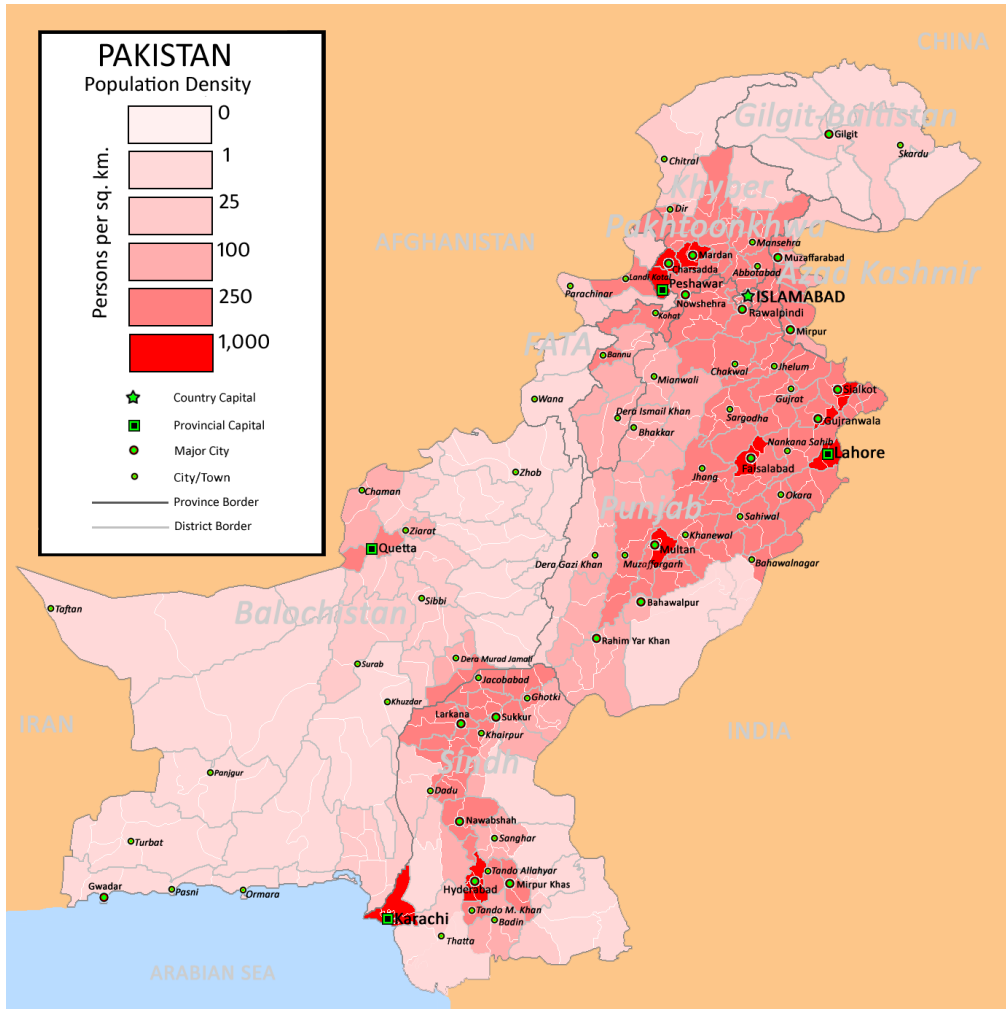 PAKISTAN
Population Density
Persons per sq. km.
0
1
25
100
250
1,000
Country Capital
Provincial Capital
Major City
City/Town
Province Border
District Border
CHINA
Gilgit-Baltistan
Gilgit
Skardu
Chitral
Khyber
Pakhtoonkhwa
Dir
AFGHANISTAN
Mansehra
Mardan
Muzaffarabad
Charsadda
Abbotabad
Azad Kashmir
Landi Kotal
Peshawar
Parachinar
Nowshehra
ISLAMABAD
Rawalpindi
Kohat
Mirpur
FATA
Bannu
Chakwal
Jhelum
Mianwali
Sialkot
Gujrat
Wana
Dera Ismail Khan
Sargodha
Gujranwala
Bhakkar
Nankana Sahib
Lahore
Faisalabad
Zhob
Jhang
Chaman
Okara
Punjab
Sahiwal
Ziarat
Khanewal
Quetta
Multan
Dera Gazi Khan
Muzafforgarh
Bahawalnagar
Sibbi
Bahawalpur
Taftan
Balochistan
Rahim Yar Khan
Dera Murad Jamali
Surab
Jacobabad
Khuzdar
Ghotki
Larkana
Sukkur
IRAN
INDIA
Khairpur
Sindh
Panjgur
Dadu
Nawabshah
Turbat
Sanghar
Tando Allahyar
Gwadar
Pasni
Ormara
Hyderabad
Mirpur Khas
Karachi
Tando M. Khan
Badin
Thatta
ARABIAN SEA